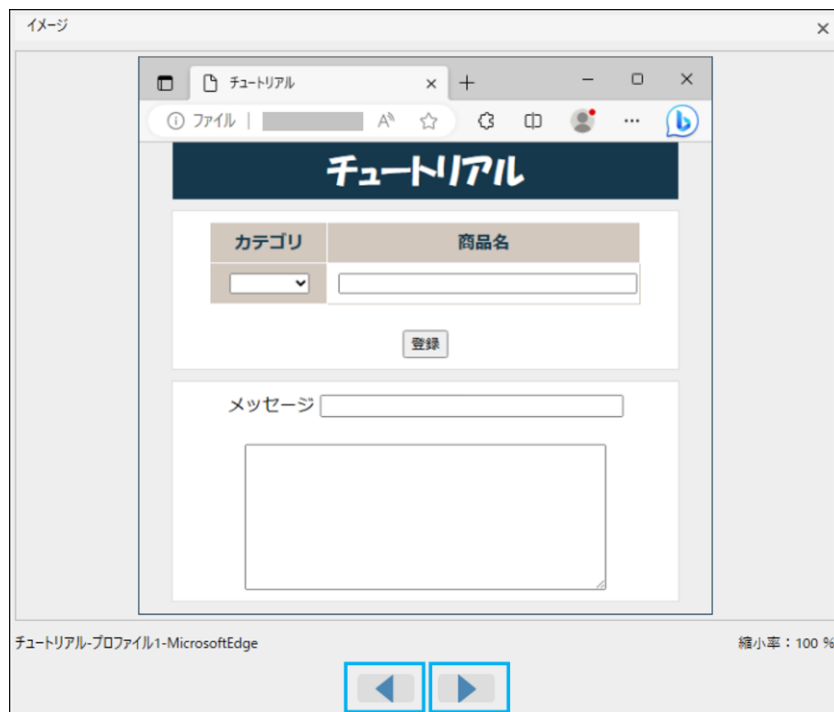 イメージ
チュートリアル
ファイル
チュートリアル
カテゴリ 商品名
登録
メッセージ
チュートリアル-プロファイル1-MicrosoftEdge 縮小率：100 %